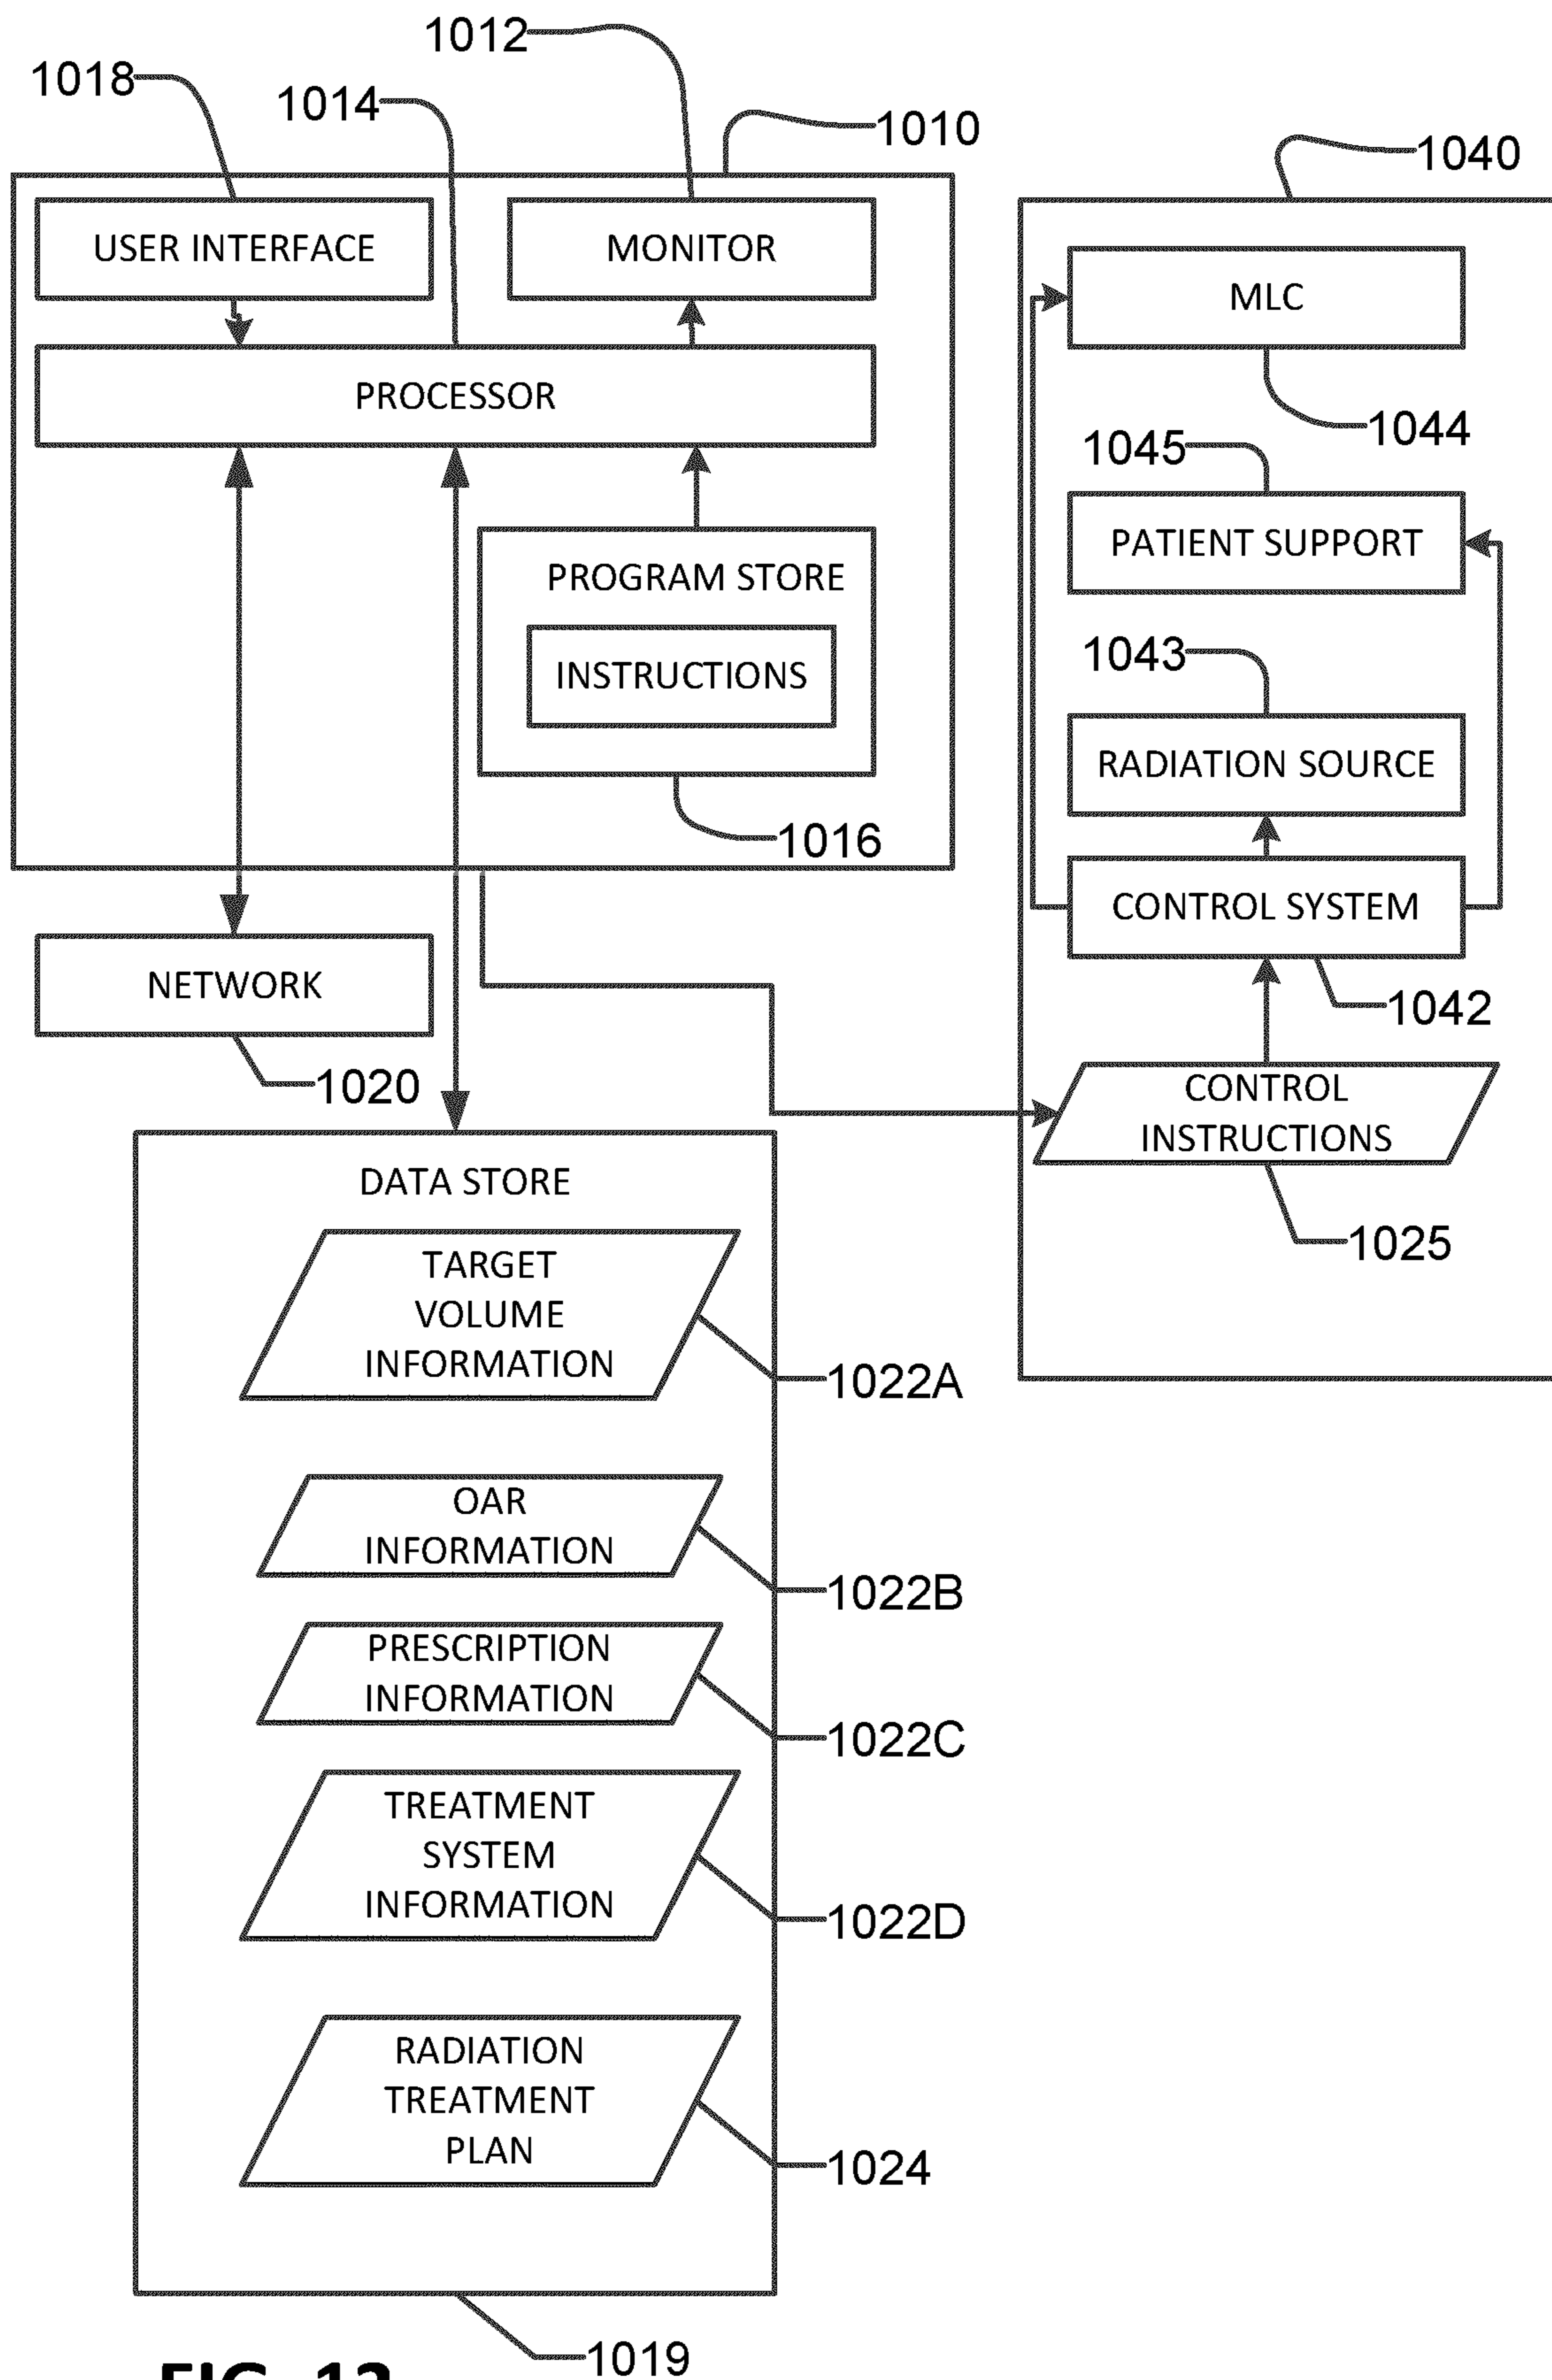 1012
1018
1014
1010
1040
USER INTERFACE
MONITOR
MLC
PROCESSOR
1044
1045
PATIENT SUPPORT
PROGRAM STORE
1043
INSTRUCTIONS
RADIATION SOURCE
1016
CONTROL SYSTEM
NETWORK
1042
1020
CONTROL
INSTRUCTIONS
1025
DATA STORE
TARGET
VOLUME
INFORMATION
1022A
OAR
INFORMATION
1022B
PRESCRIPTION
INFORMATION
1022C
TREATMENT
SYSTEM
INFORMATION
1022D
RADIATION
TREATMENT
PLAN
1024
1019